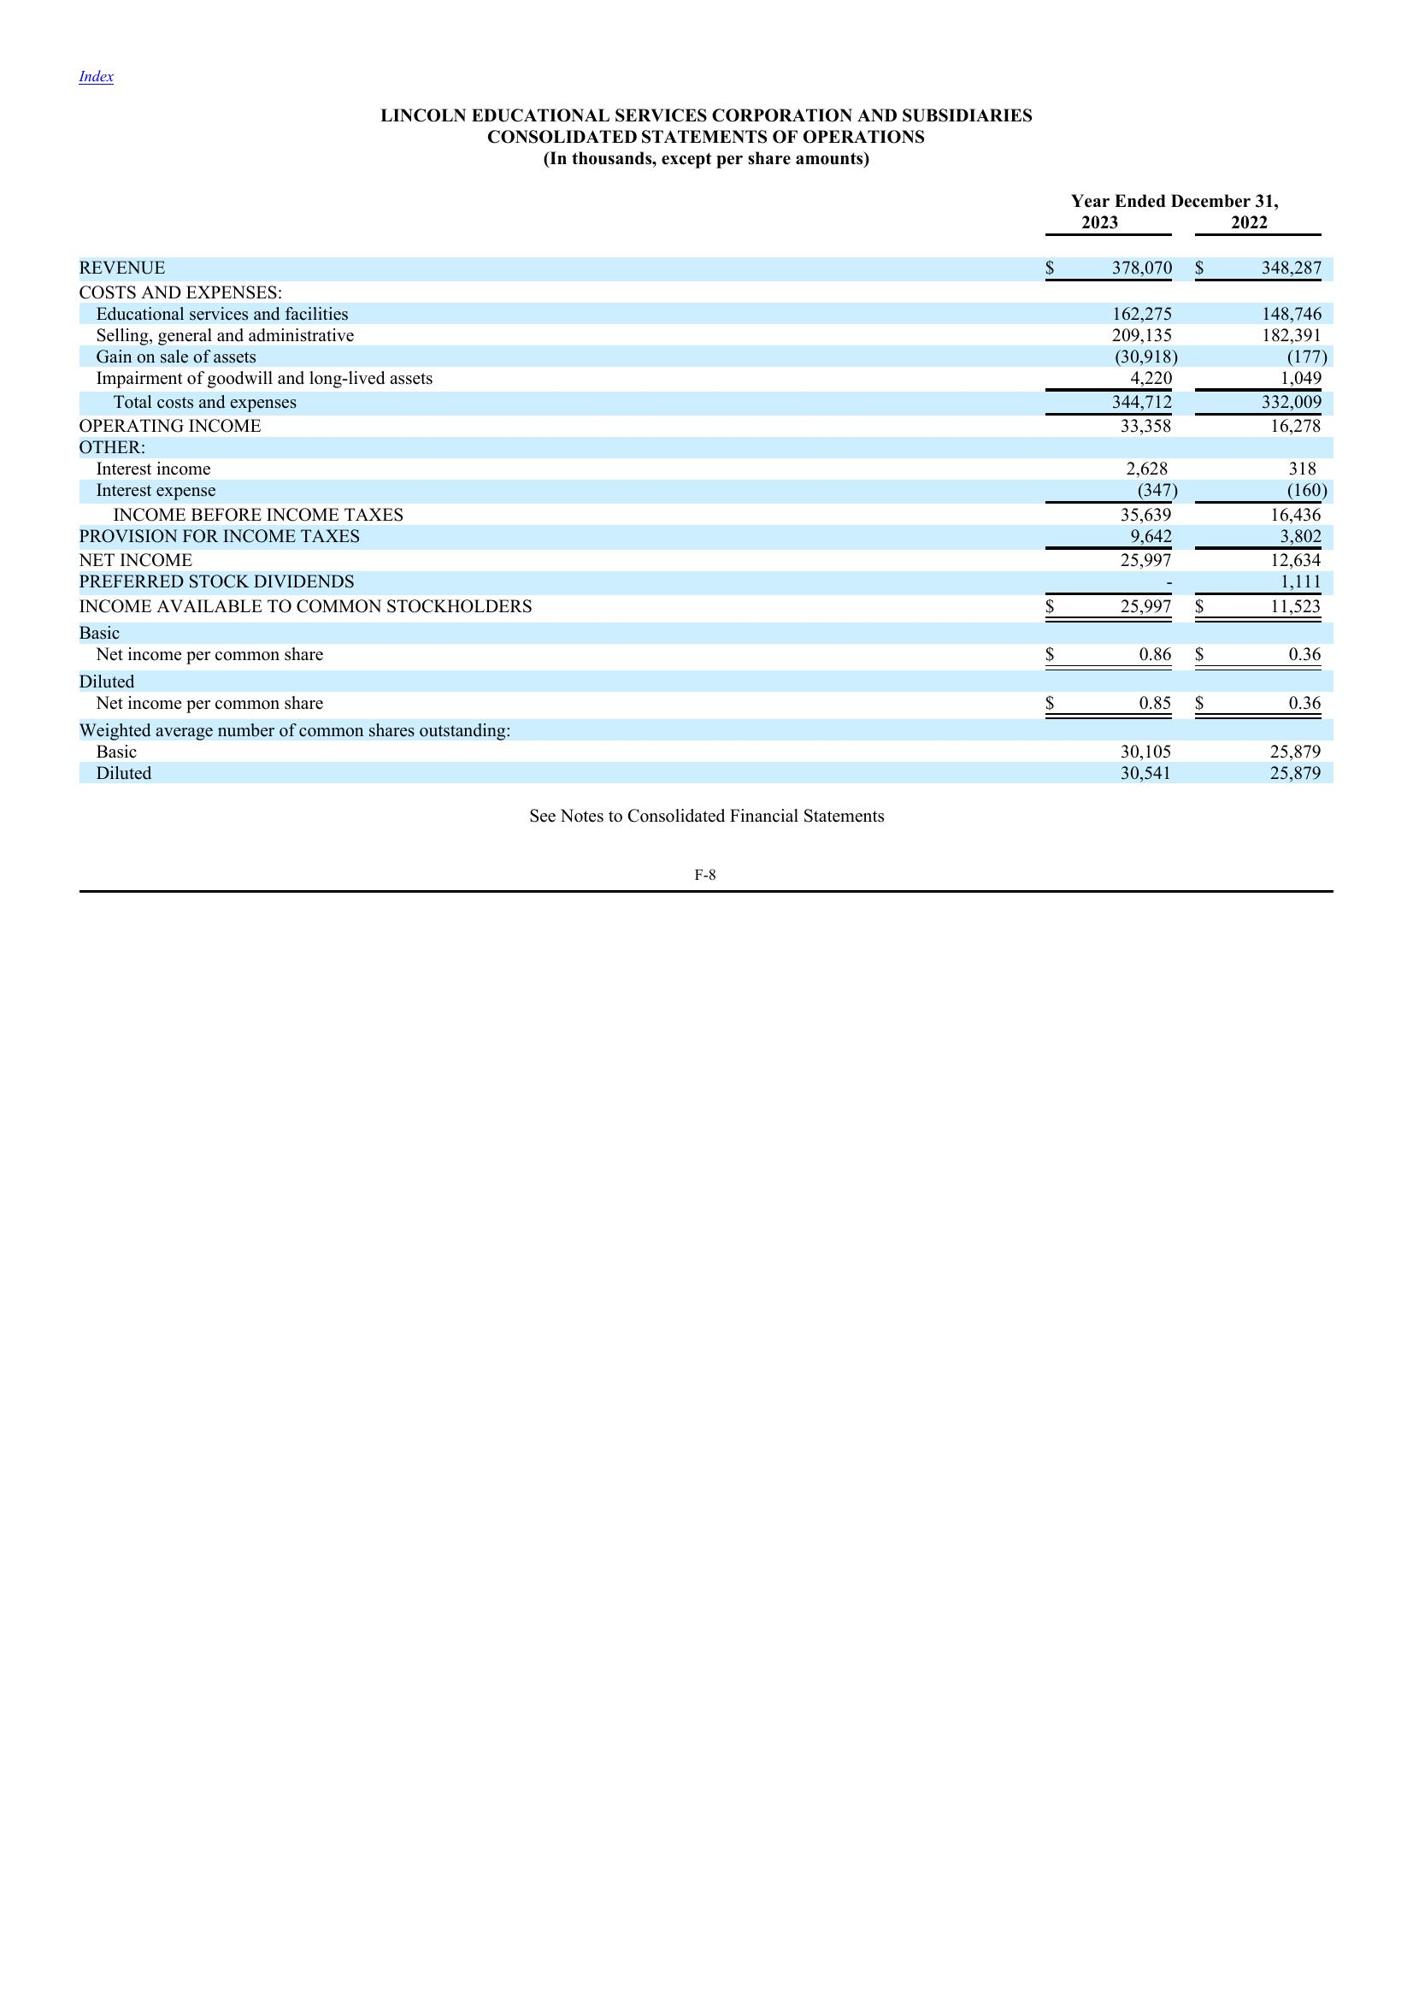 Index
LINCOLN EDUCATIONAL SERVICES CORPORATION AND SUBSIDIARIES
CONSOLIDATED STATEMENTS OF OPERATIONS
(In thousands, except per share amounts)
Year Ended December 31,
2023 2022
REVENUE $ 378,070 $ 348,287
COSTS AND EXPENSES:
Educational services and facilities 162,275 148,746
Selling, general and administrative 209,135 182,391
Gain on sale of assets (30,918) (177)
Impairment of goodwill and long-lived assets 4,220 1,049
Total costs and expenses 344,712 332,009
OPERATING INCOME 33,358 16,278
OTHER:
Interest income 2,628 318
Interest expense (347) (160)
INCOME BEFORE INCOME TAXES 35,639 16,436
PROVISION FOR INCOME TAXES 9,642 3,802
NET INCOME 25,997 12,634
PREFERRED STOCK DIVIDENDS - 1,111
INCOME AVAILABLE TO COMMON STOCKHOLDERS $ 25,997 $ 11,523
Basic
Net income per common share $ 0.86 $ 0.36
Diluted
Net income per common share $ 0.85 $ 0.36
Weighted average number of common shares outstanding:
Basic 30,105 25,879
Diluted 30,541 25,879
See Notes to Consolidated Financial Statements
F-8